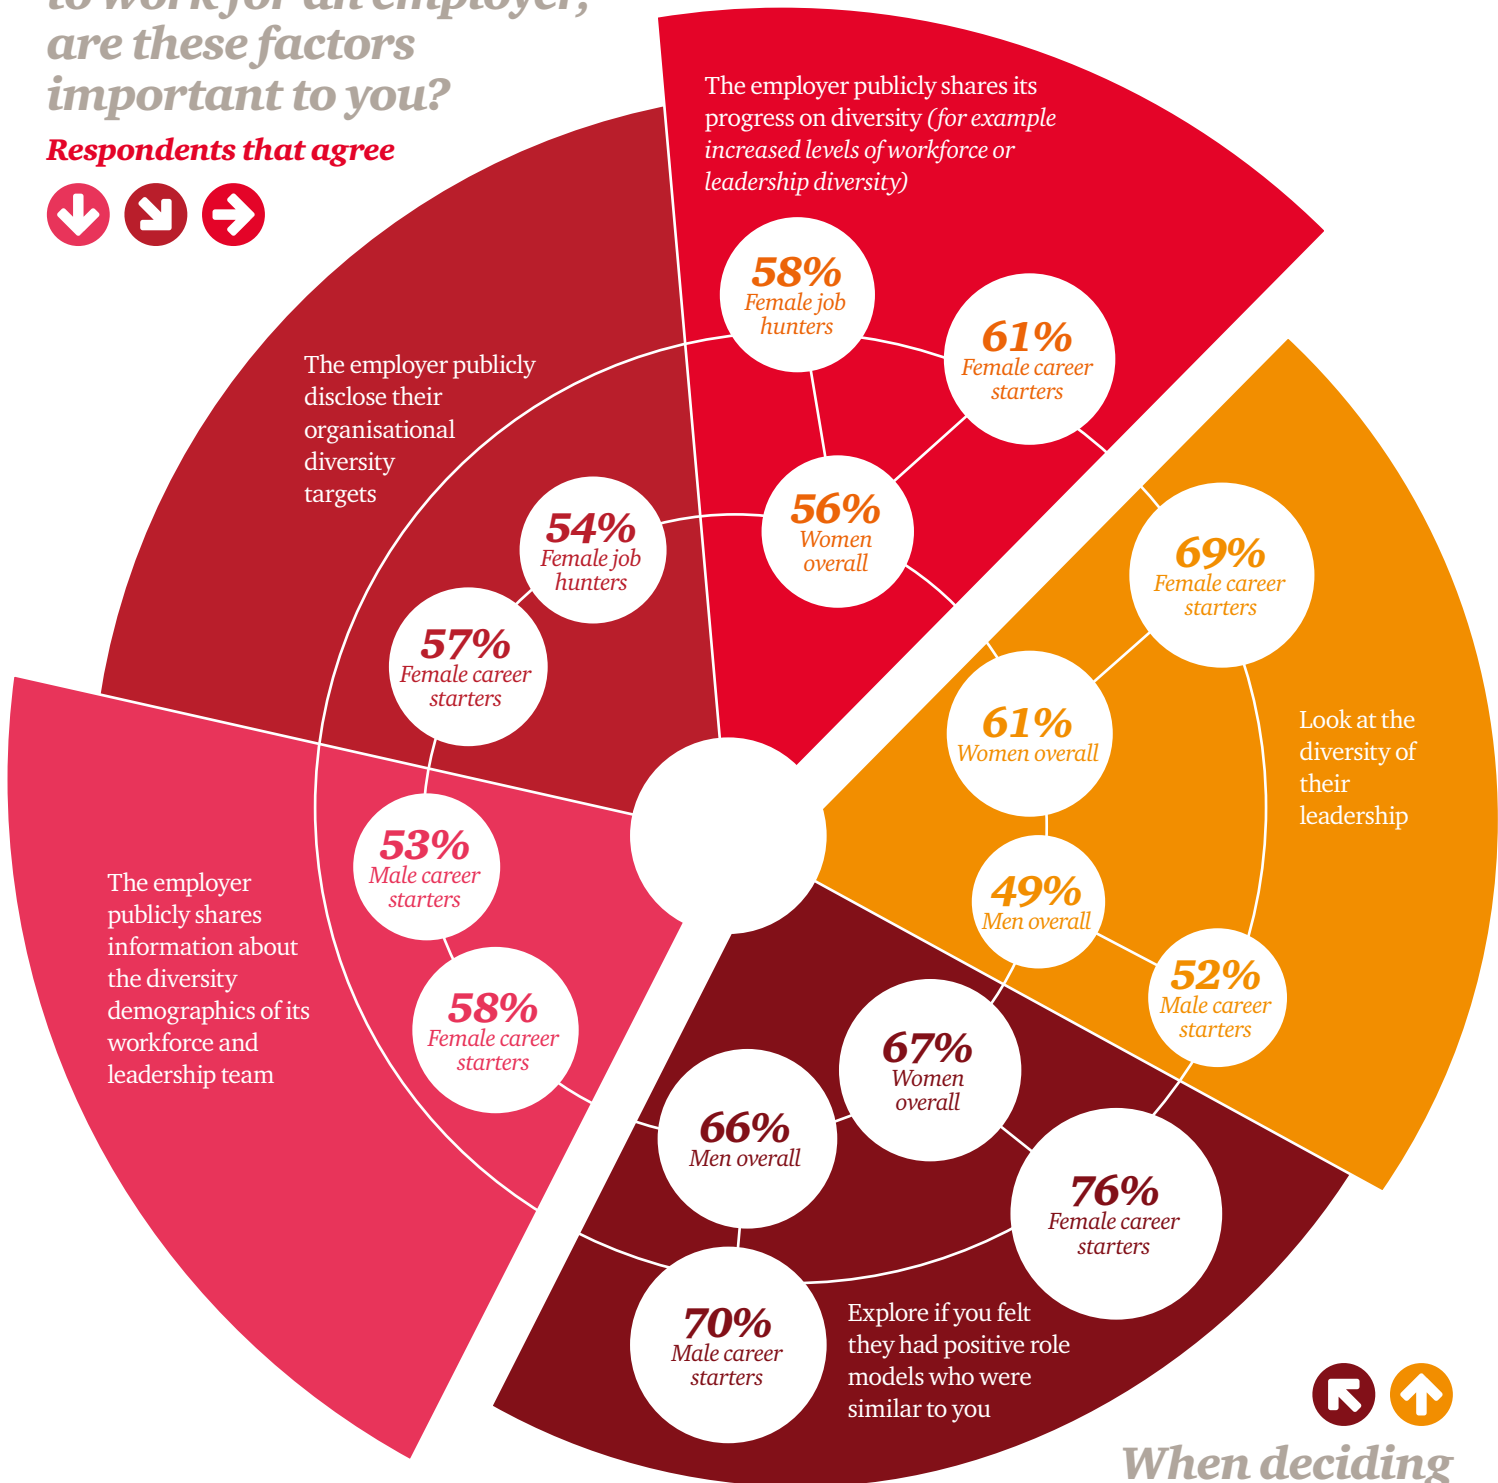 to work for an employer,
are these factors
important to you?
Respondents that agree
The employer publicly shares its
progress on diversity (for example
increased levels of workforce or
leadership diversity)
58%
Female job
hunters
61%
Female career
starters
56%
Women
overall
The employer publicly
disclose their
organisational
diversity
targets
54%
Female job
hunters
57%
Female career
starters
69%
Female career
starters
61%
Women overall
Look at the
diversity of
their
leadership
49%
Men overall
52%
Male career
starters
53%
Male career
starters
The employer
publicly shares
information about
the diversity
demographics of its
workforce and
leadership team
58%
Female career
starters
67%
Women
overall
66%
Men overall
76%
Female career
starters
70%
Male career
starters
Explore if you felt
they had positive role
models who were
similar to you
When deciding